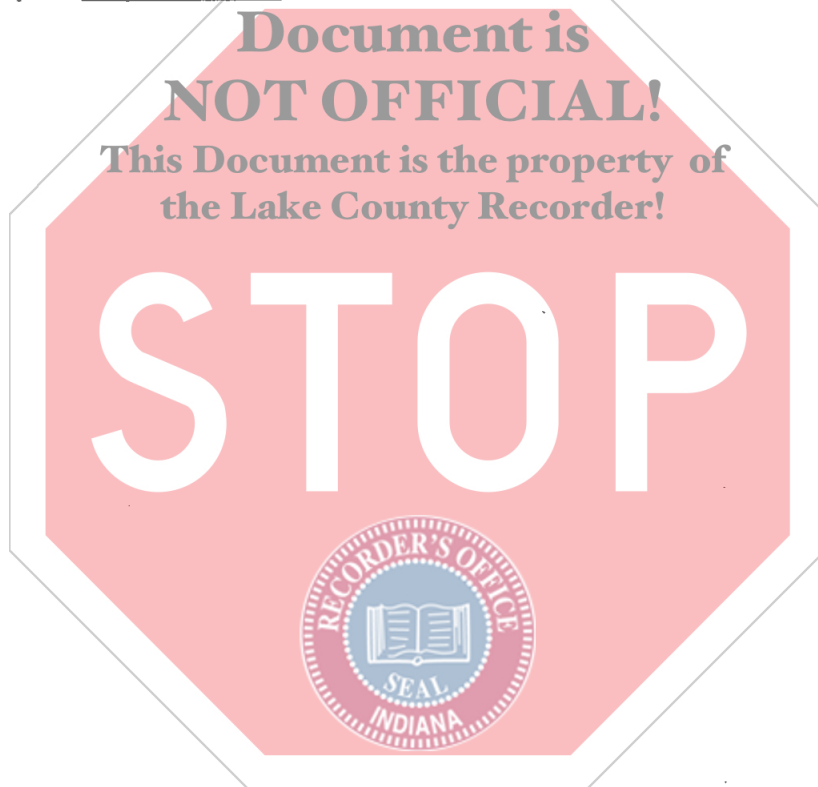 Document is
NOT OFFICIAL!
This Document is the property of
the Lake County Recorder!
STOP
RECORDER'S OFFICE
SEAL
INDIANA